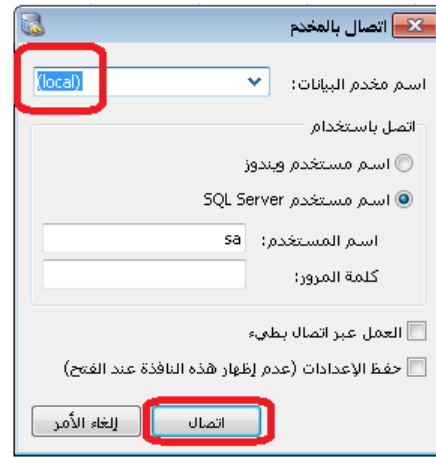 اتصال بالمخدم
اسم مخدم البيانات: (local)
اتصل باستخدام
اسم مستخدم ويندوز
اسم مستخدم SQL Server
اسم المستخدم: sa
كلمة المرور:
العمل عبر اتصال بطيء
حفظ الإعدادات (عدم إظهار هذه النافذة عند الفتح)
اتصال إلغاء الأمر